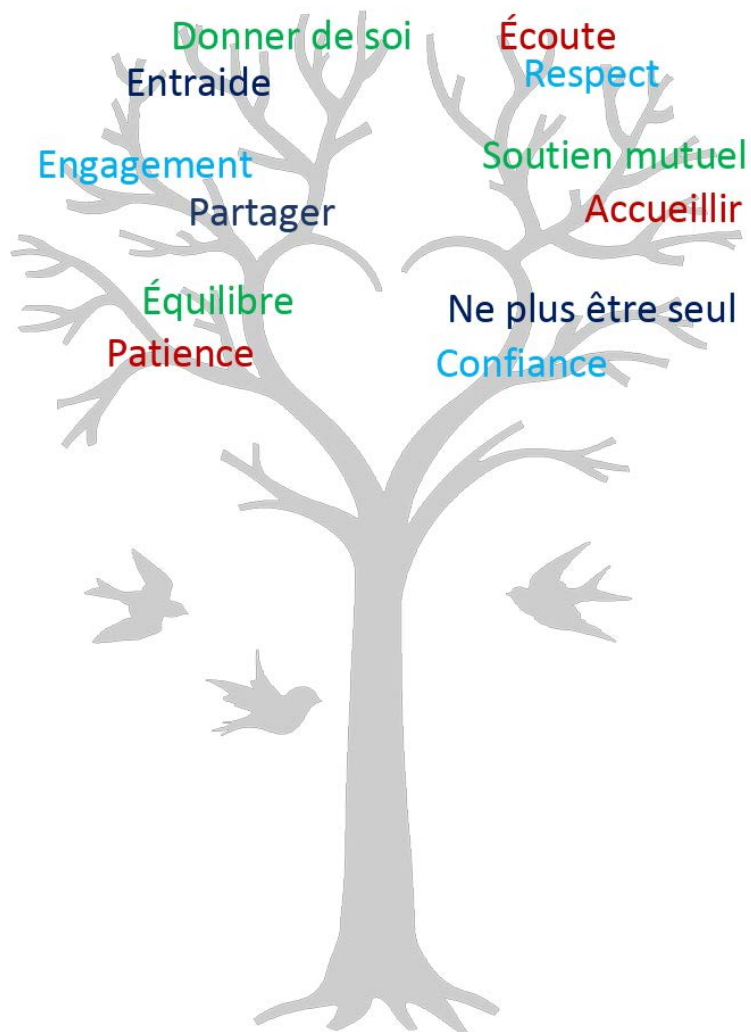 Donner de soi
Écoute
Entraide
Respect
Engagement
Soutien mutuel
Partager
Accueillir
Équilibre
Ne plus être seul
Patience
Confiance